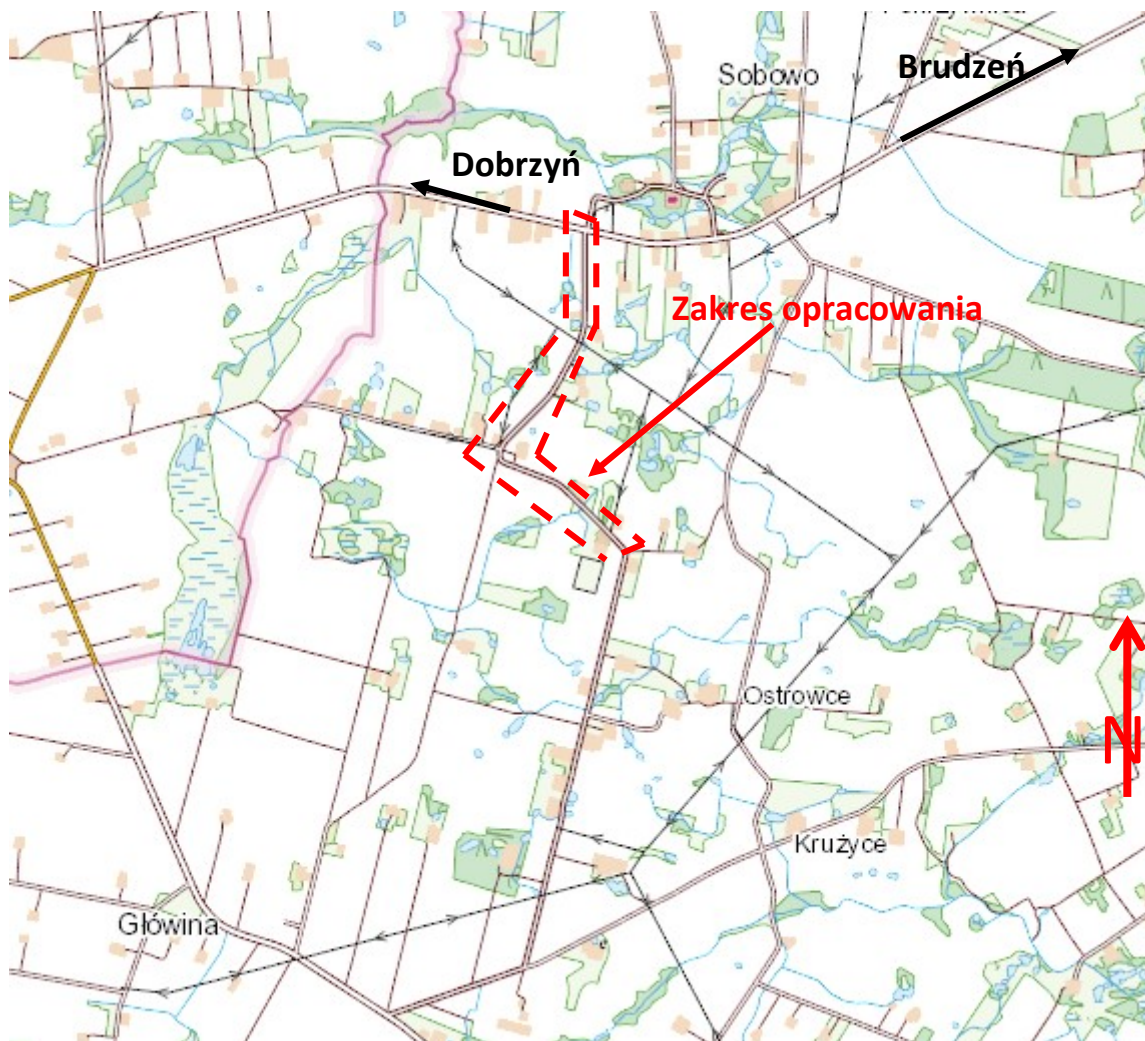 Sobowo
Brudzeń
Dobrzyń
Zakres opracowania
Ostrowce
N
Krużyce
Główina